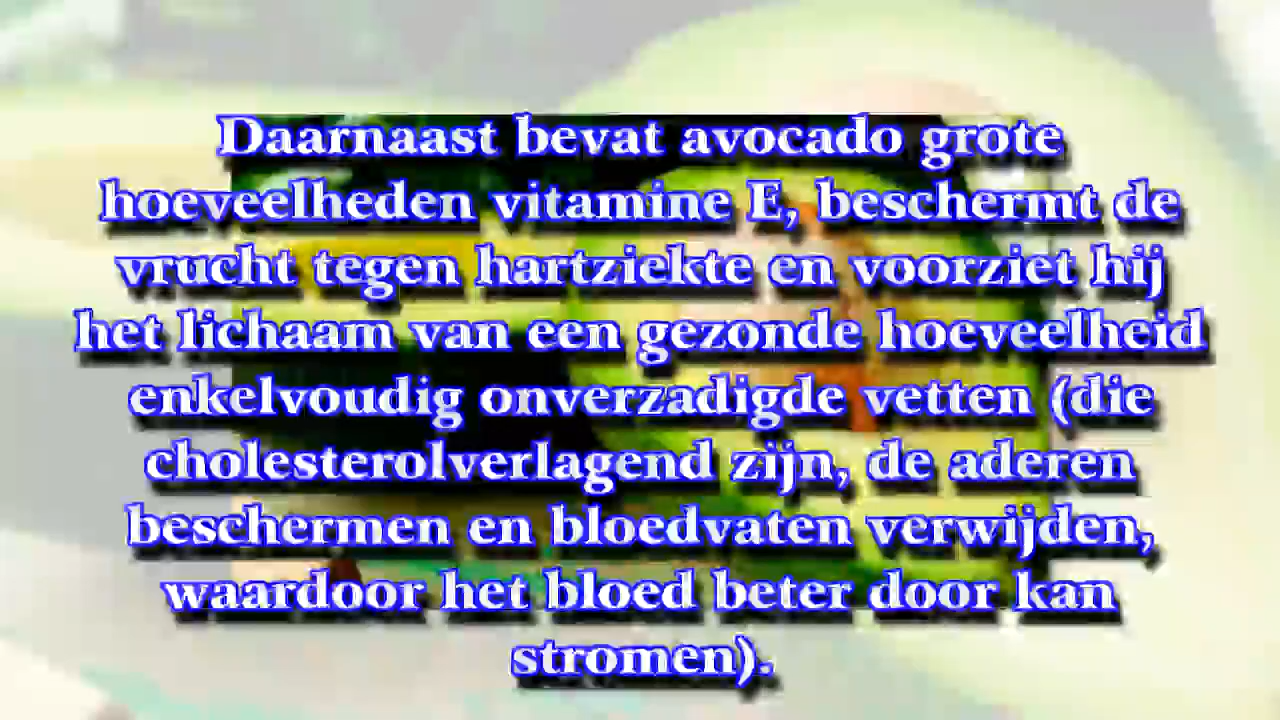 Daarnaast bevat avocado grote
hoeveelheden vitamine E, beschermt de
vrucht tegen hartziekte en voorziet hij
het lichaam van een gezonde hoeveelheid
enkelvoudig onverzadigde vetten (die
cholesterolverlagend zijn, de aderen
beschermen en bloedvaten verwijden,
waardoor het bloed beter door kan
stromen).